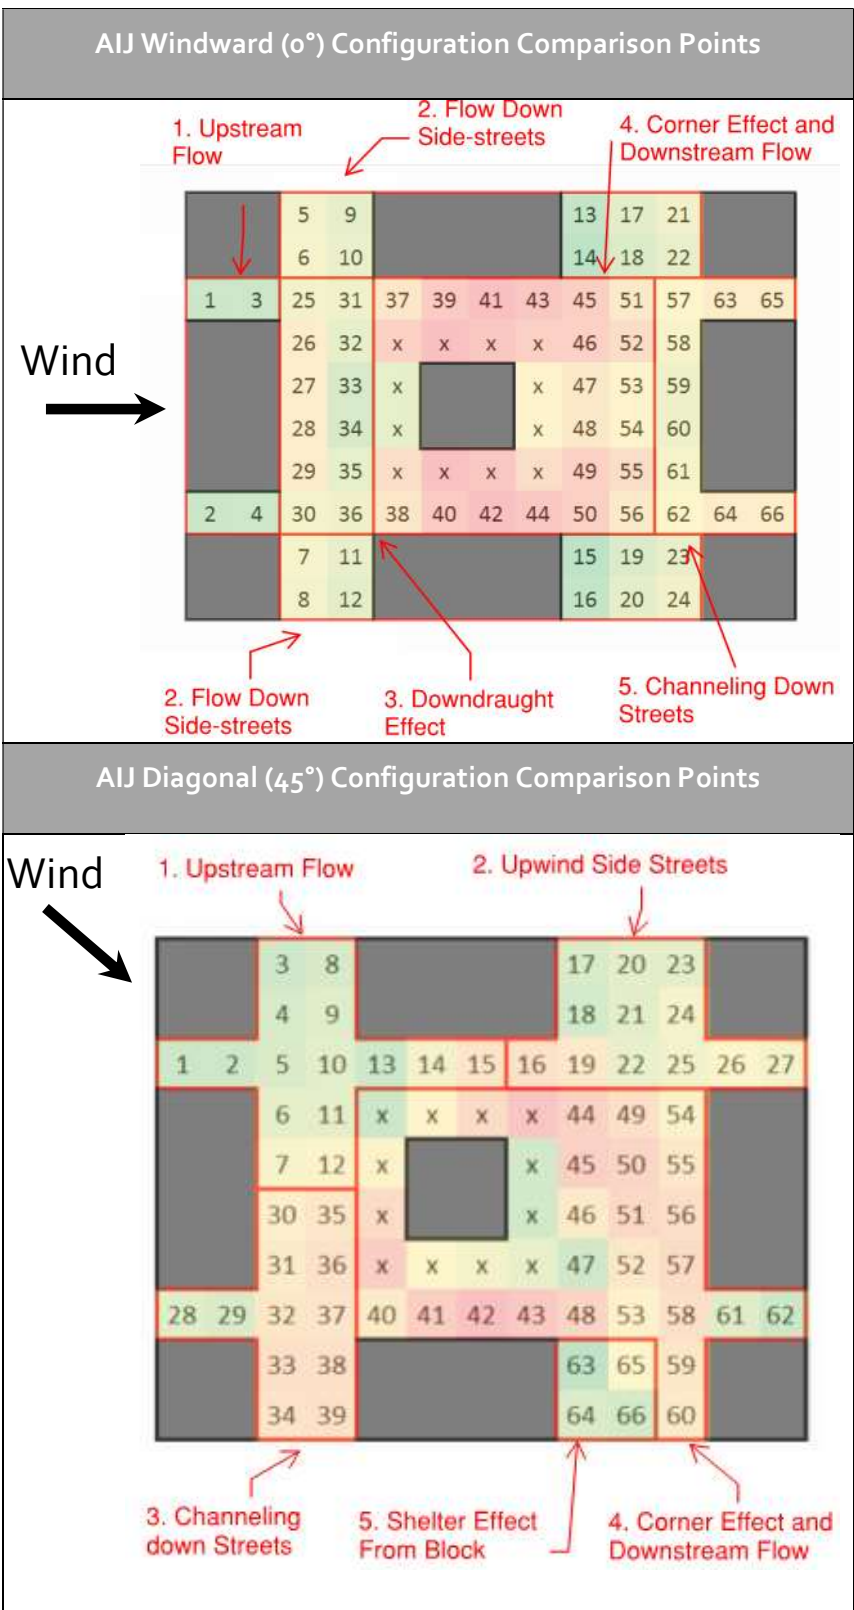 AIJ Windward (0°) Configuration Comparison Points
2. Flow Down
Side-streets
1. Upstream
Flow
4. Corner Effect and
Downstream Flow
5 9 13 17 21
6 10 14 18 22
1 3 25 31 37 39 41 43 45 51 57 63 65
26 32 x x x x 46 52 58
Wind
27 33 x x 47 53 59
28 34 x x 48 54 60
29 35 x x x x 49 55 61
2 4 30 36 38 40 42 44 50 56 62 64 66
7 11 15 19 23
8 12 16 20 24
2. Flow Down
Side-streets
3. Downdraught
Effect
5. Channeling Down
Streets
AIJ Diagonal (45°) Configuration Comparison Points
Wind
1. Upstream Flow
2. Upwind Side Streets
3 8 17 20 23
4 9 18 21 24
1 2 5 10 13 14 15 16 19 22 25 26 27
6 11 x x x x 44 49 54
7 12 x x 45 50 55
30 35 x x 46 51 56
31 36 x x x x 47 52 57
28 29 32 37 40 41 42 43 48 53 58 61 62
33 38 63 65 59
34 39 64 66 60
3. Channeling
down Streets
5. Shelter Effect
From Block
4. Corner Effect and
Downstream Flow